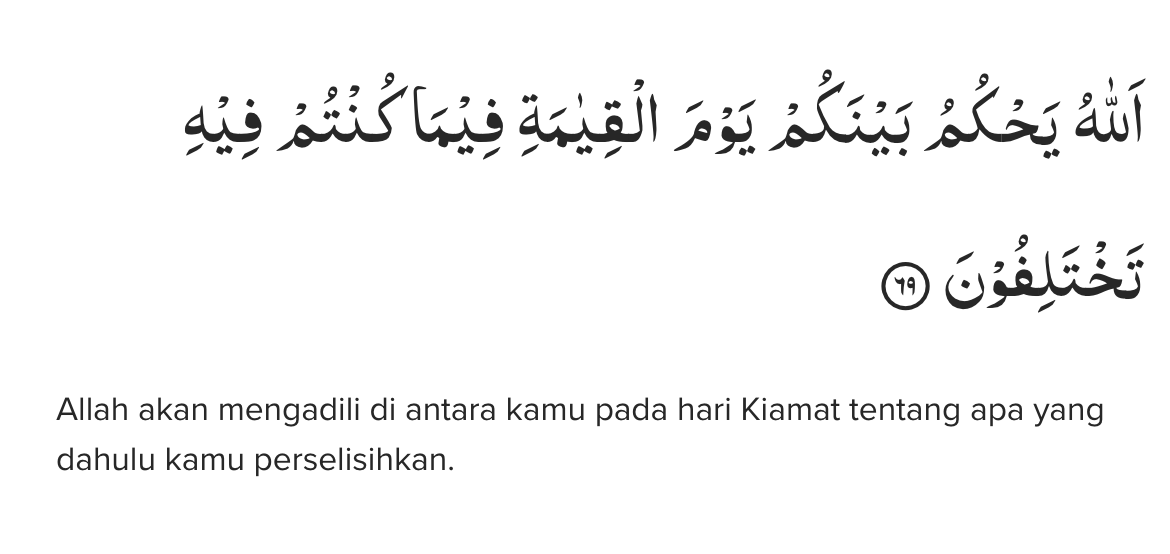 اَللّٰهُ يَحْكُمُ بَيْنَكُمْ يَوْمَ الْقِيٰمَةِ فِيْمَا كُنْتُمْ فِيْهِ
تَخْتَلِفُوْنَ ٦٩
Allah akan mengadili di antara kamu pada hari Kiamat tentang apa yang
dahulu kamu perselisihkan.